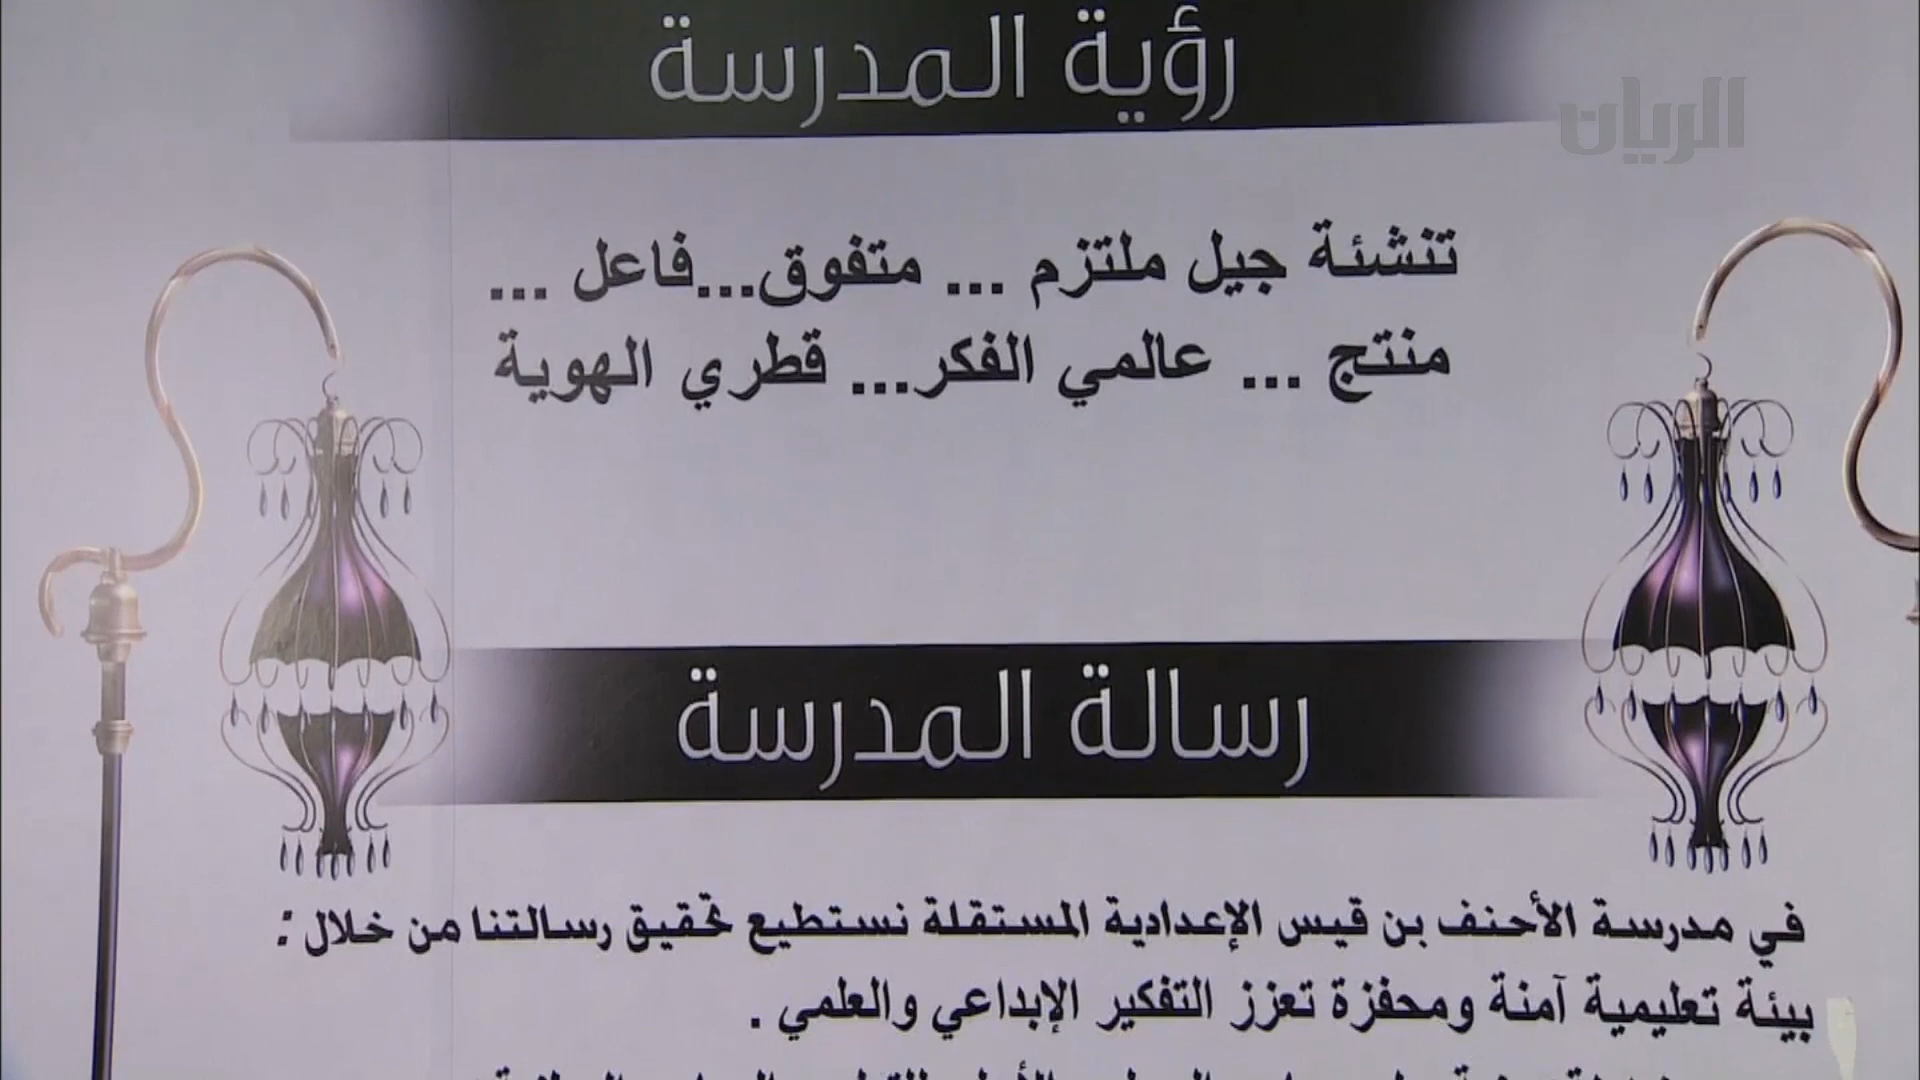 رؤية المدرسة
الريان
تنشئة جيل ملتزم ... متفوق...فاعل ...
منتج ... عالمي الفكر... قطري الهوية
رسالة المدرسة
في مدرسة الأحنف بن قيس الإعدادية المستقلة نستطيع تحقيق رسالتنا من خلال :
بيئة تعليمية آمنة ومحفزة تعزز التفكير الإبداعي والعلمي .